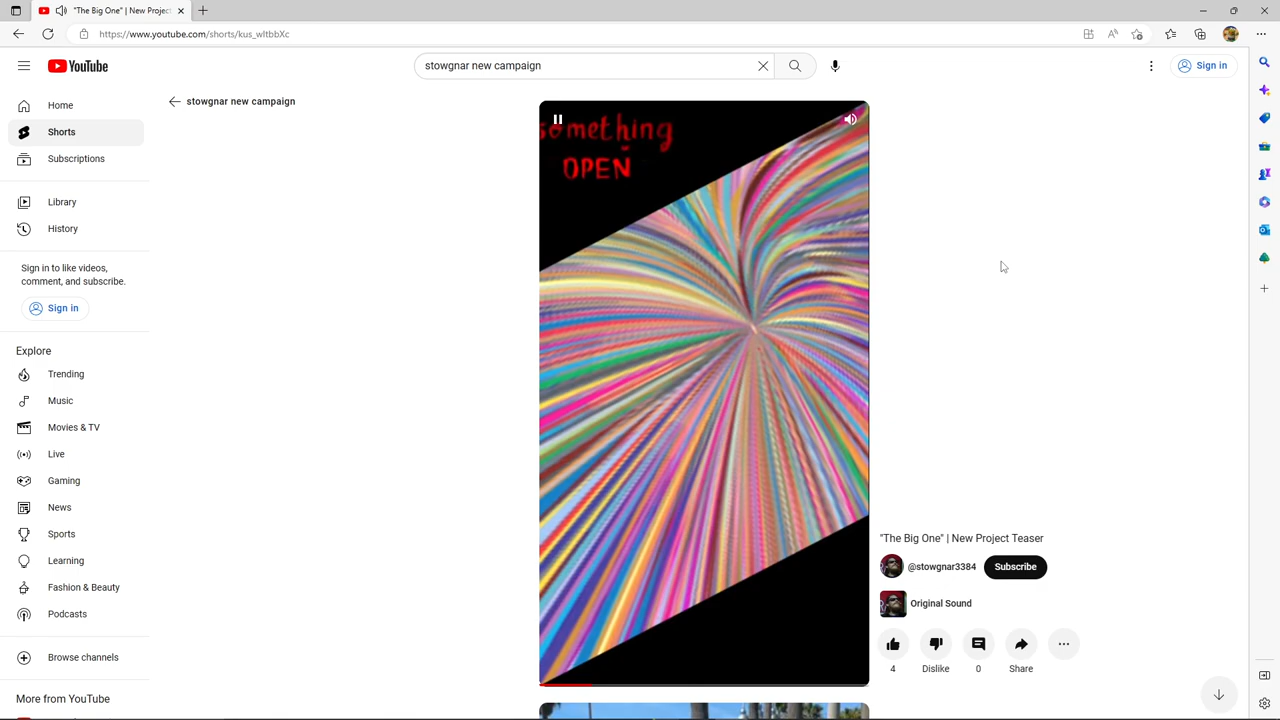 "The Big One" | New Proje
https://www.youtube.com/shorts/kus_wItbbXc
YouTube
stowgnar new campaign
Sign in
Home
Shorts
Subscriptions
Library
History
Sign in to like videos,
comment, and subscribe.
Sign in
Explore
Trending
Music
Movies & TV
Live
Gaming
News
Sports
Learning
Fashion & Beauty
Podcasts
Browse channels
More from YouTube
stowgnar new campaign
something
OPEN
"The Big One" | New Project Teaser
@stowgnar3384
Subscribe
Original Sound
4
Dislike
0
Share